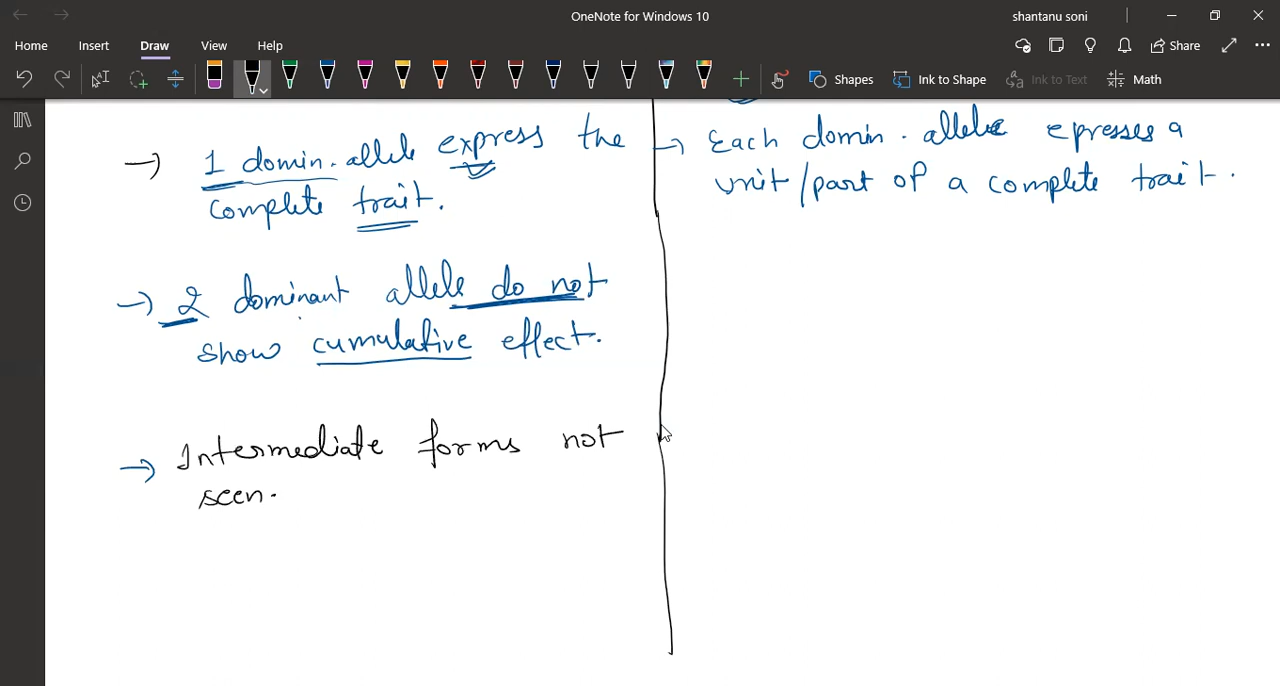 OneNote for Windows 10
shantanu soni
Home Insert Draw View Help
Share
Shapes
Ink to Shape
Ink to Text
Math
→ 1 domin. allele express the
complete trait.
→ 2 dominant allele do not
show cumulative effect.
→ Intermediate forms not
seen.
→ Each domin. allele epresses a
unit/part of a complete trait.